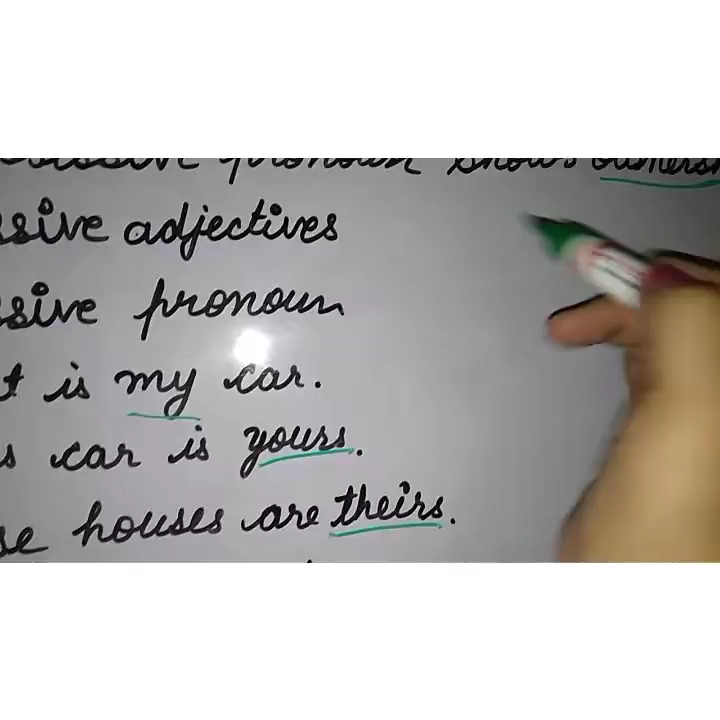 pronoun shows
ssive adjectives
ssive pronoun
t is my car.
s car is yours.
se houses are theirs.